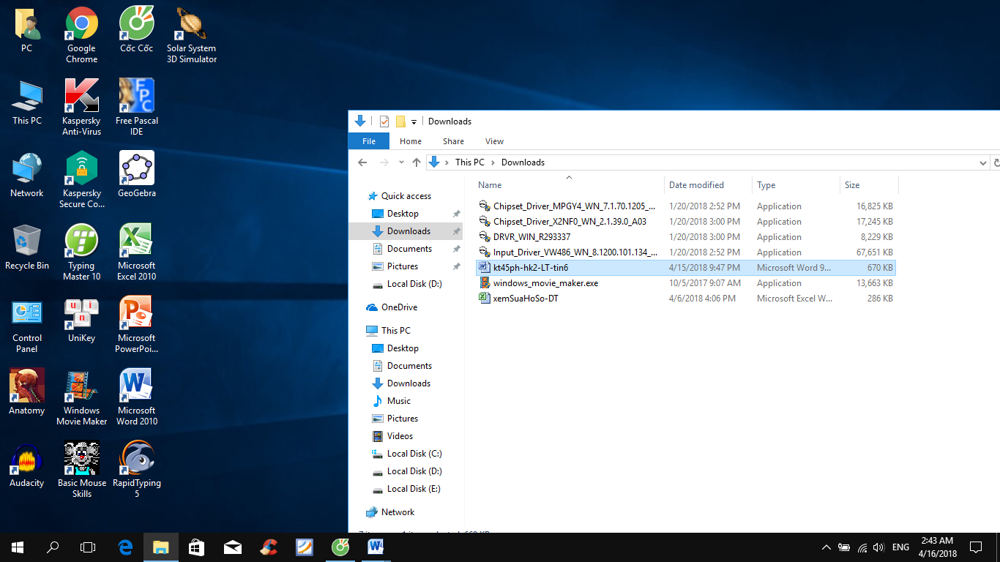 PC
Google
Chrome
Cốc Cốc
Solar System
3D Simulator
This PC
Kaspersky
Anti-Virus
Free Pascal
IDE
Network
Kaspersky
Secure Co...
GeoGebra
Recycle Bin
Typing
Master 10
Microsoft
Excel 2010
Control
Panel
UniKey
Microsoft
PowerPoi...
Anatomy
Windows
Movie Maker
Microsoft
Word 2010
Audacity
Basic Mouse
Skills
RapidTyping
5
Downloads
File Home Share View
This PC Downloads
Name Date modified Type Size
Quick access
Desktop
Downloads
Documents
Pictures
Local Disk (D:)
OneDrive
This PC
Desktop
Documents
Downloads
Music
Pictures
Videos
Local Disk (C:)
Local Disk (D:)
Local Disk (E:)
Network
Chipset_Driver_MPGY4_WN_7.1.70.1205_... 1/20/2018 2:52 PM Application 16,825 KB
Chipset_Driver_X2NF0_WN_2.1.39.0_A03 1/20/2018 3:00 PM Application 17,245 KB
DRVR_WIN_R293337 1/20/2018 3:00 PM Application 8,229 KB
Input_Driver_VW486_WN_8.1200.101.134_... 1/20/2018 2:52 PM Application 67,651 KB
kt45ph-hk2-LT-tin6 4/15/2018 9:47 PM Microsoft Word 9... 670 KB
windows_movie_maker.exe 10/5/2017 9:07 AM Application 13,663 KB
xemSuaHoSo-DT 4/6/2018 4:06 PM Microsoft Excel W... 286 KB
ENG
2:43 AM
4/16/2018